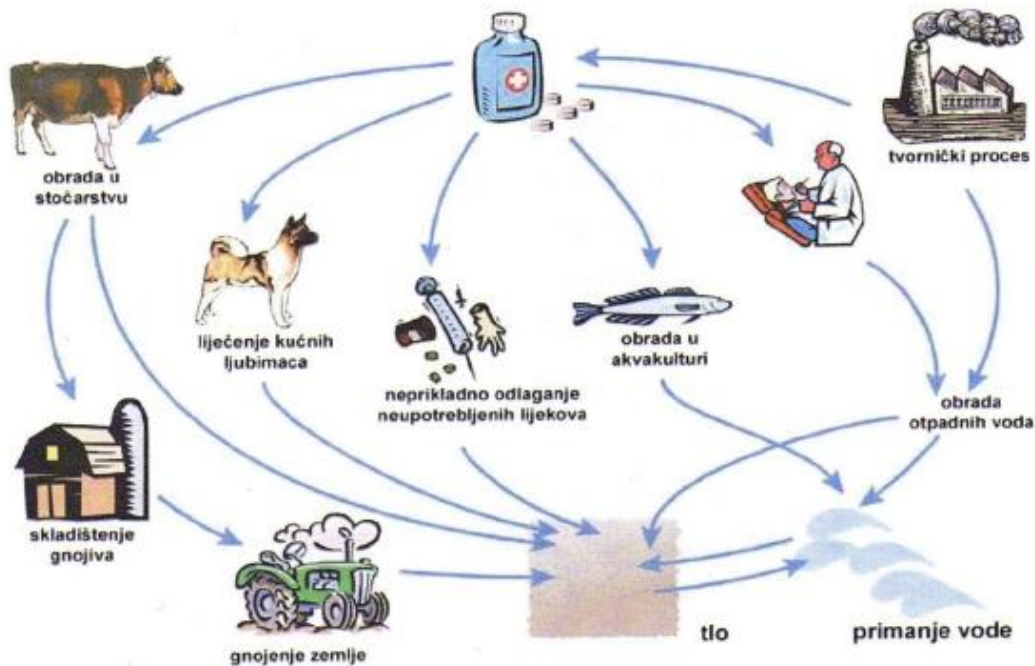 obrada u
stočarstvu
tvornički proces
liječenje kućnih
ljubimaca
neprikladno odlaganje
neupotrebljenih lijekova
obrada u
akvakulturi
obrada
otpadnih voda
skladištenje
gnojiva
gnojenje zemlje
tlo
primanje vode